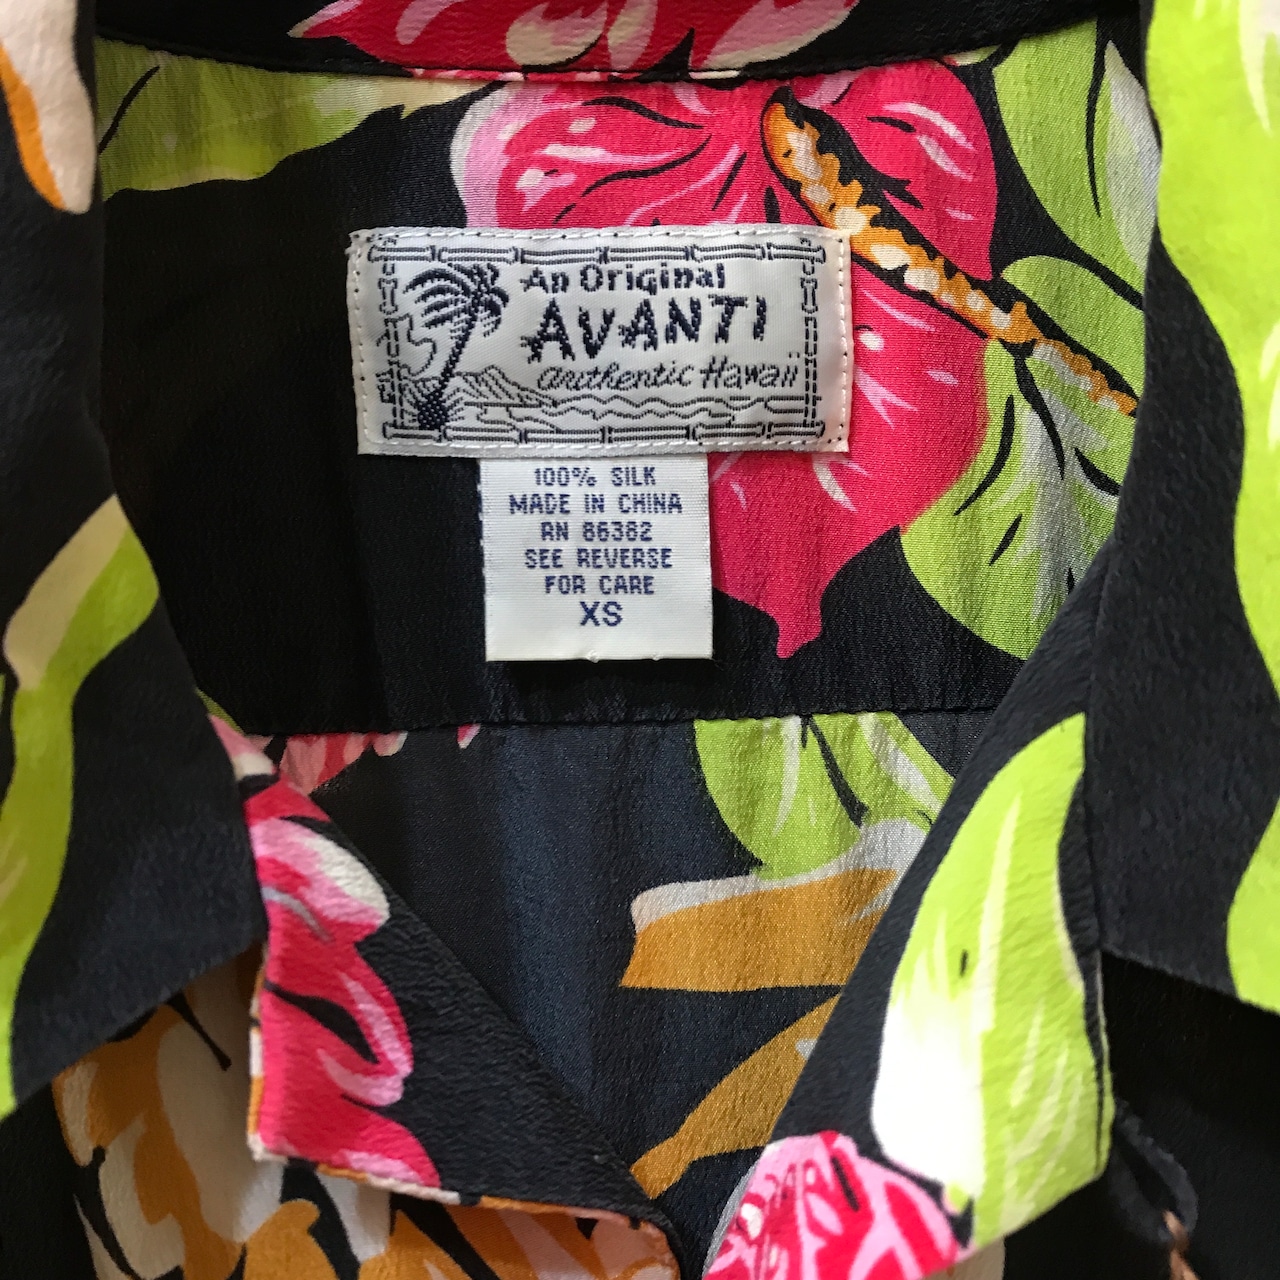 An Original
AVANTI
authentic Hawaii
100% SILK
MADE IN CHINA
RN 86382
SEE REVERSE
FOR CARE
XS